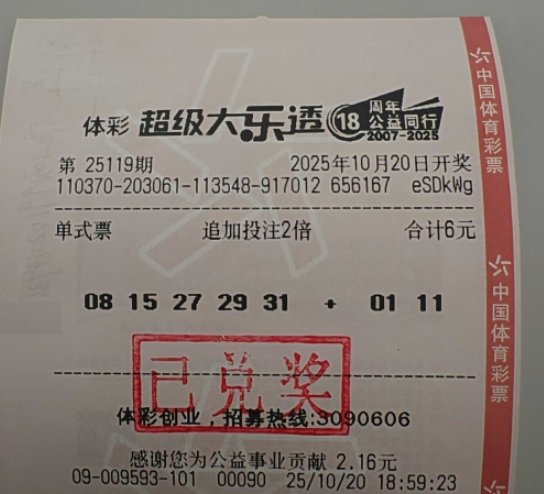 体彩 超级大乐透 18 周年 公益同行 2007-2025
第 25119期 2025年10月20日开奖
110370-203061-113548-917012 656167 eSDkWg
单式票 追加投注2倍 合计6元
08 15 27 29 31 + 01 11
已兑奖
体彩创业，招募热线:3090606
感谢您为公益事业贡献 2.16元
09-009593-101 00090 25/10/20 18:59:23
中国体育彩票
中国体育彩票